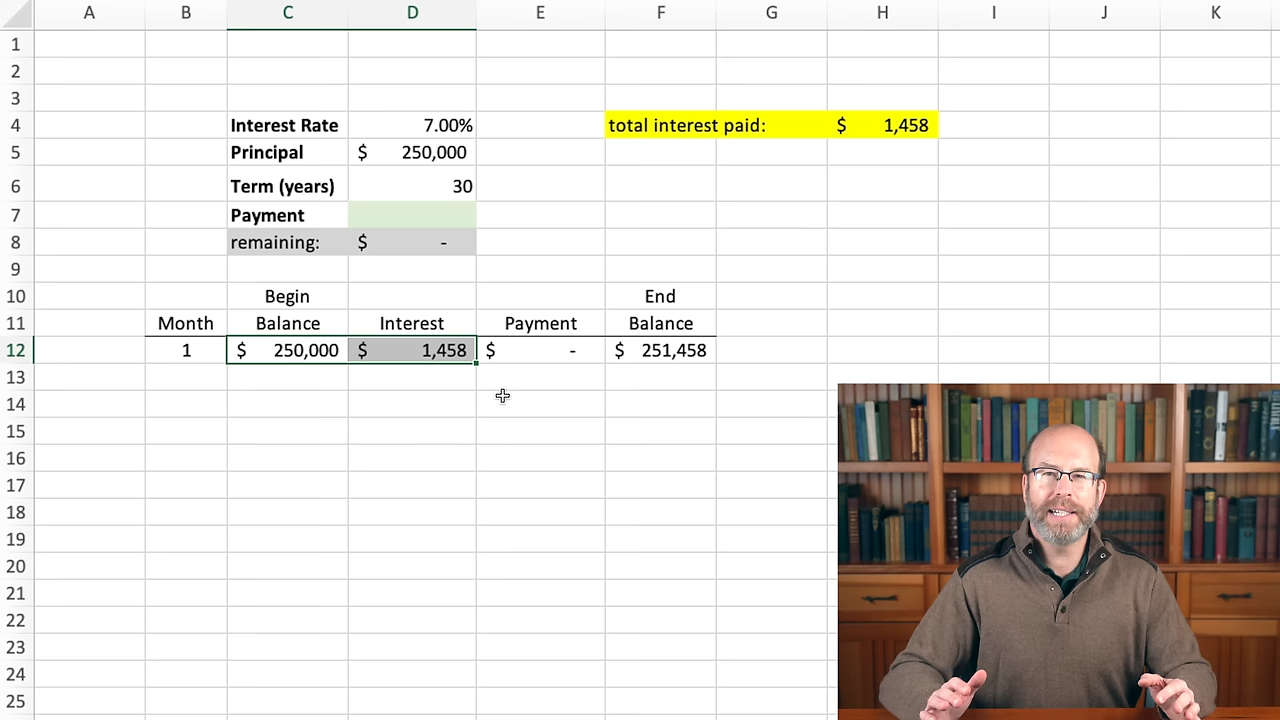 A B C D E F G H I J K
1
2
3
4 Interest Rate 7.00% total interest paid: $ 1,458
5 Principal $ 250,000
6 Term (years) 30
7 Payment
8 remaining: $ -
9
10 Begin End
11 Month Balance Interest Payment Balance
12 1 $ 250,000 $ 1,458 $ - $ 251,458
13
14
15
16
17
18
19
20
21
22
23
24
25